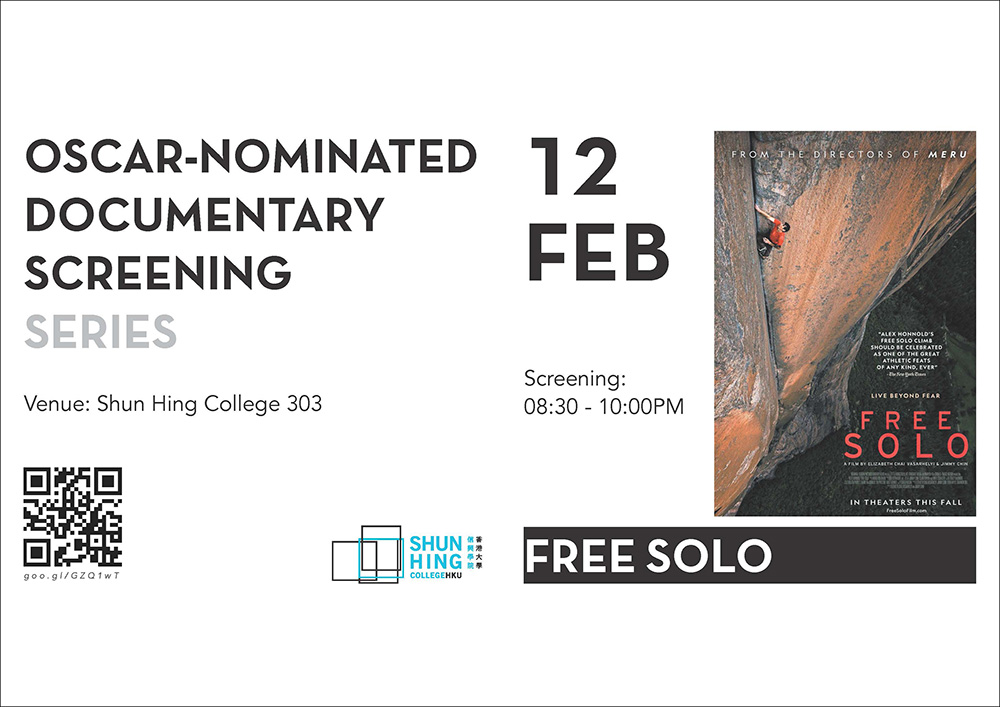 OSCAR-NOMINATED
DOCUMENTARY
SCREENING
SERIES
Venue: Shun Hing College 303
goo.gl/GZQ1wT
SHUN
HING
COLLEGEHKU
香港大學
信興學院
12
FEB
Screening:
08:30 - 10:00PM
FROM THE DIRECTORS OF MERU
"ALEX HONNOLD'S
FREE SOLO CLIMB
SHOULD BE CELEBRATED
AS ONE OF THE GREAT
ATHLETIC FEATS
OF ANY KIND, EVER"
-The New York Times
LIVE BEYOND FEAR
FREE
SOLO
A FILM BY ELIZABETH CHAI VASARHELYI & JIMMY CHIN
IN THEATERS THIS FALL
FreeSoloFilm.com
FREE SOLO